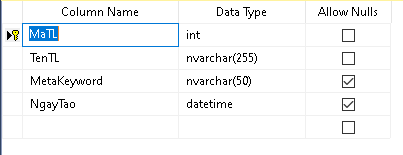 Column Name Data Type Allow Nulls
MaTL int
TenTL nvarchar(255)
MetaKeyword nvarchar(50)
NgayTao datetime